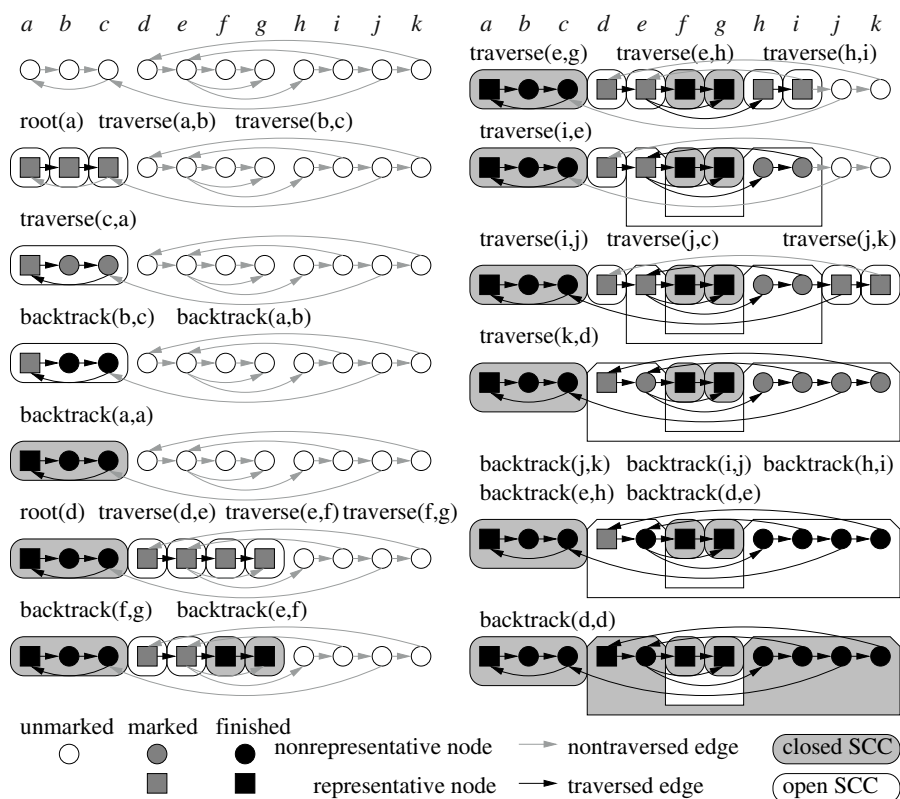 a b c d e f g h i j k
root(a) traverse(a,b) traverse(b,c)
traverse(c,a)
backtrack(b,c) backtrack(a,b)
backtrack(a,a)
root(d) traverse(d,e) traverse(e,f) traverse(f,g)
backtrack(f,g) backtrack(e,f)
a b c d e f g h i j k
traverse(e,g) traverse(e,h) traverse(h,i)
traverse(i,e)
traverse(i,j) traverse(j,c) traverse(j,k)
traverse(k,d)
backtrack(j,k) backtrack(i,j) backtrack(h,i)
backtrack(e,h) backtrack(d,e)
backtrack(d,d)
unmarked marked finished
nonrepresentative node nontraversed edge closed SCC
representative node traversed edge open SCC